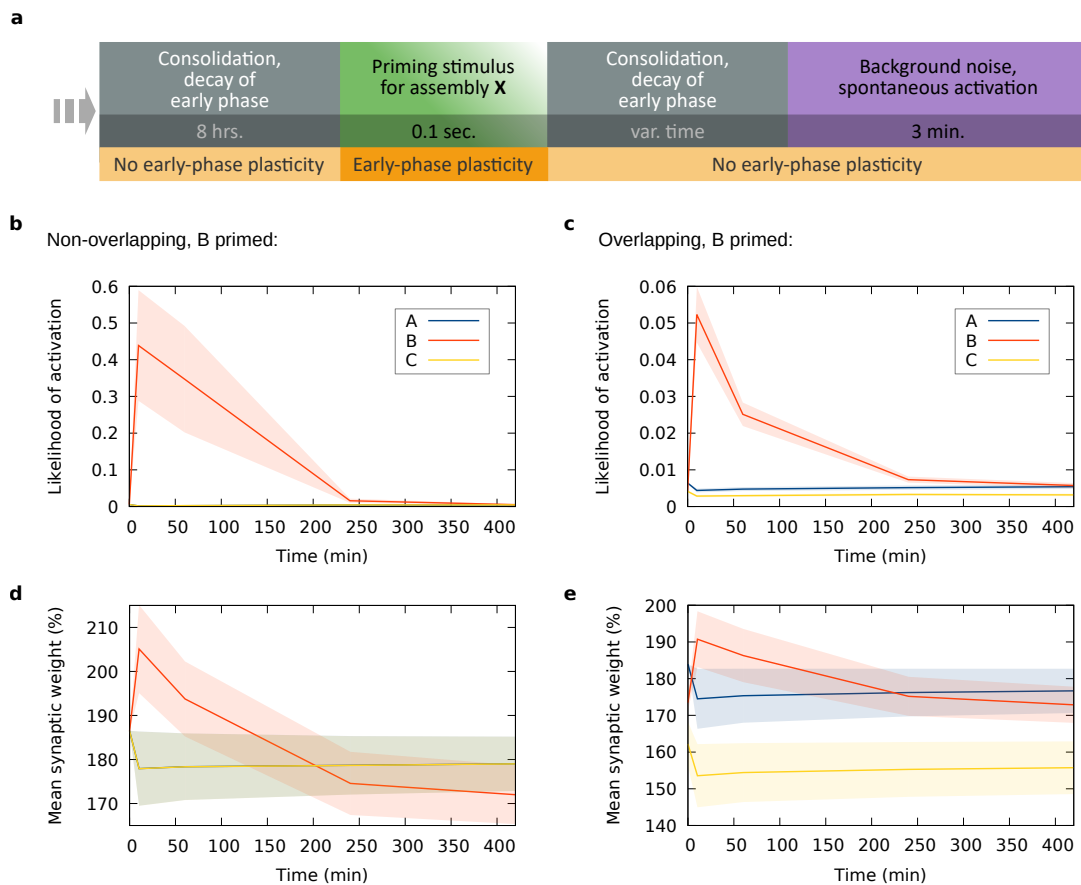 a
Consolidation,
decay of
early phase
Priming stimulus
for assembly X
Consolidation,
decay of
early phase
Background noise,
spontaneous activation
8 hrs.
0.1 sec.
var. time
3 min.
No early-phase plasticity
Early-phase plasticity
No early-phase plasticity
b
Non-overlapping, B primed:
Likelihood of activation
0.6
0.5
0.4
0.3
0.2
0.1
0
A
B
C
0 50 100 150 200 250 300 350 400
Time (min)
c
Overlapping, B primed:
Likelihood of activation
0.06
0.05
0.04
0.03
0.02
0.01
0
A
B
C
0 50 100 150 200 250 300 350 400
Time (min)
d
Mean synaptic weight (%)
210
200
190
180
170
0 50 100 150 200 250 300 350 400
Time (min)
e
Mean synaptic weight (%)
200
190
180
170
160
150
140
0 50 100 150 200 250 300 350 400
Time (min)